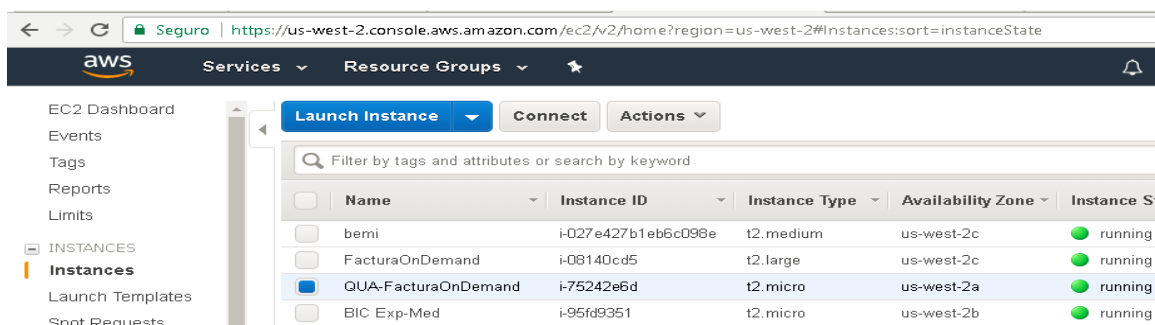 Seguro | https://us-west-2.console.aws.amazon.com/ec2/v2/home?region=us-west-2#Instances:sort=instanceState
aws Services Resource Groups
EC2 Dashboard
Events
Tags
Reports
Limits
INSTANCES
Instances
Launch Templates
Spot Requests
Launch Instance Connect Actions
Filter by tags and attributes or search by keyword
Name Instance ID Instance Type Availability Zone Instance S
bemi i-027e427b1eb6c098e t2.medium us-west-2c running
FacturaOnDemand i-08140cd5 t2.large us-west-2c running
QUA-FacturaOnDemand i-75242e6d t2.micro us-west-2a running
BIC Exp-Med i-95fd9351 t2.micro us-west-2b running